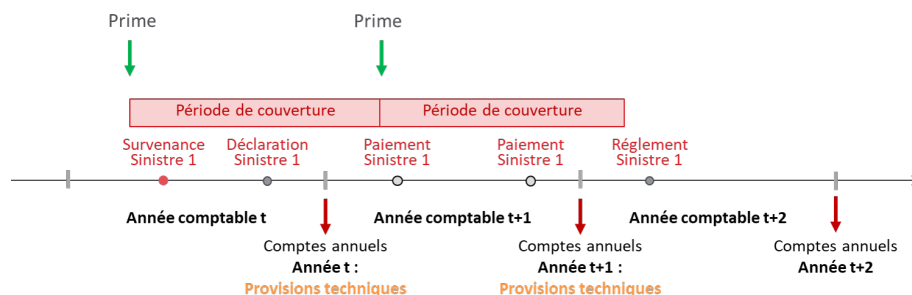 Prime
Prime
Période de couverture
Période de couverture
Survenance
Sinistre 1
Déclaration
Sinistre 1
Paiement
Sinistre 1
Paiement
Sinistre 1
Réglement
Sinistre 1
Année comptable t
Année comptable t+1
Année comptable t+2
Comptes annuels
Année t :
Provisions techniques
Comptes annuels
Année t+1 :
Provisions techniques
Comptes annuels
Année t+2